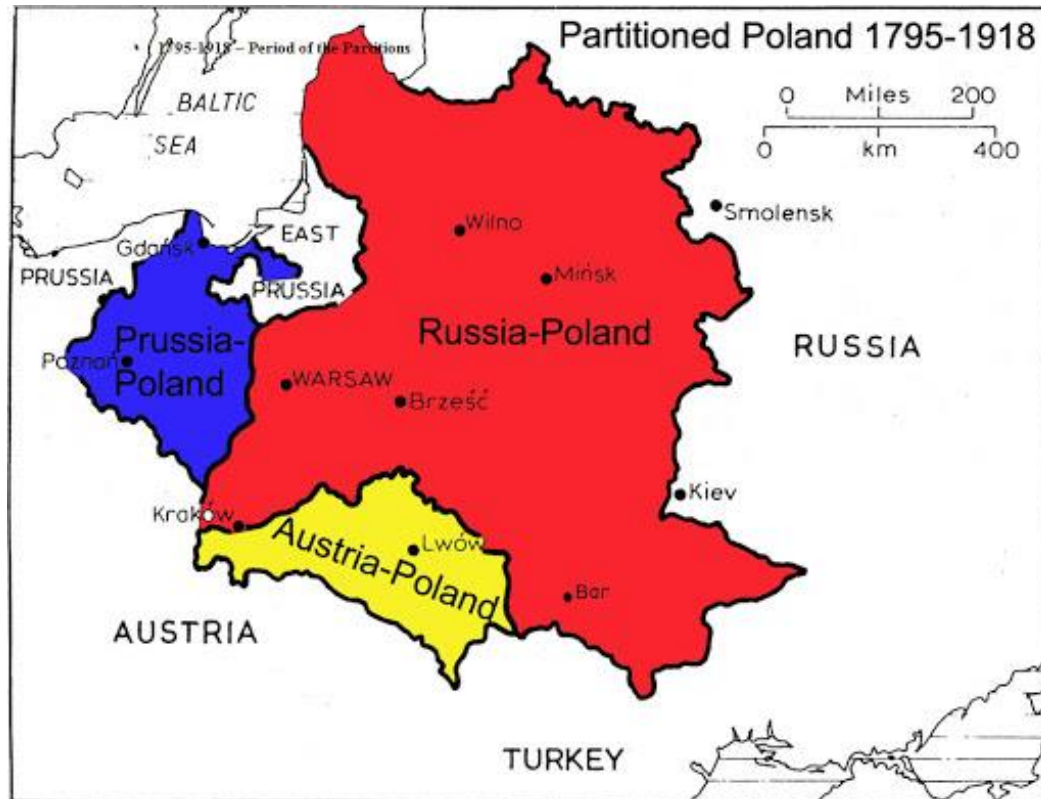 Partitioned Poland 1795-1918
1795-1918 – Period of the Partitions
0 Miles 200
0 km 400
BALTIC
SEA
Smolensk
Wilno
EAST
Gdańsk
PRUSSIA
PRUSSIA
Mińsk
Russia-Poland
RUSSIA
Prussia-
Poland
Poznań
WARSAW
Brześć
Kiev
Kraków
Austria-Poland
Lwów
Bar
AUSTRIA
TURKEY